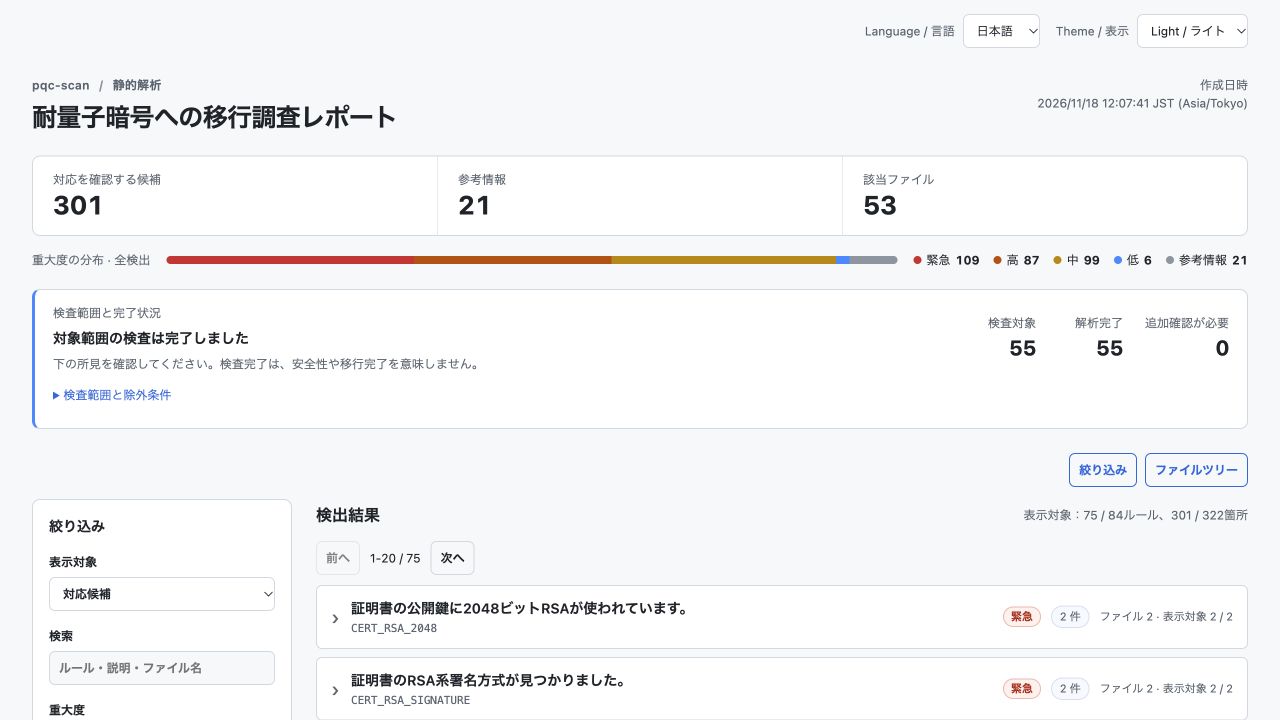 Language / 言語 日本語 Theme / 表示 Light / ライト
pqc-scan / 静的解析
作成日時
2026/11/18 12:07:41 JST (Asia/Tokyo)
耐量子暗号への移行調査レポート
対応を確認する候補
301
参考情報
21
該当ファイル
53
重大度の分布 · 全検出 緊急 109 高 87 中 99 低 6 参考情報 21
検査範囲と完了状況
対象範囲の検査は完了しました
下の所見を確認してください。検査完了は、安全性や移行完了を意味しません。
検査範囲と除外条件
検査対象
55
解析完了
55
追加確認が必要
0
絞り込み ファイルツリー
絞り込み
表示対象
対応候補
検索
ルール・説明・ファイル名
重大度
検出結果
表示対象：75 / 84ルール、301 / 322箇所
前へ 1-20 / 75 次へ
証明書の公開鍵に2048ビットRSAが使われています。
CERT_RSA_2048
緊急 2 件 ファイル 2 · 表示対象 2 / 2
証明書のRSA系署名方式が見つかりました。
CERT_RSA_SIGNATURE
緊急 2 件 ファイル 2 · 表示対象 2 / 2